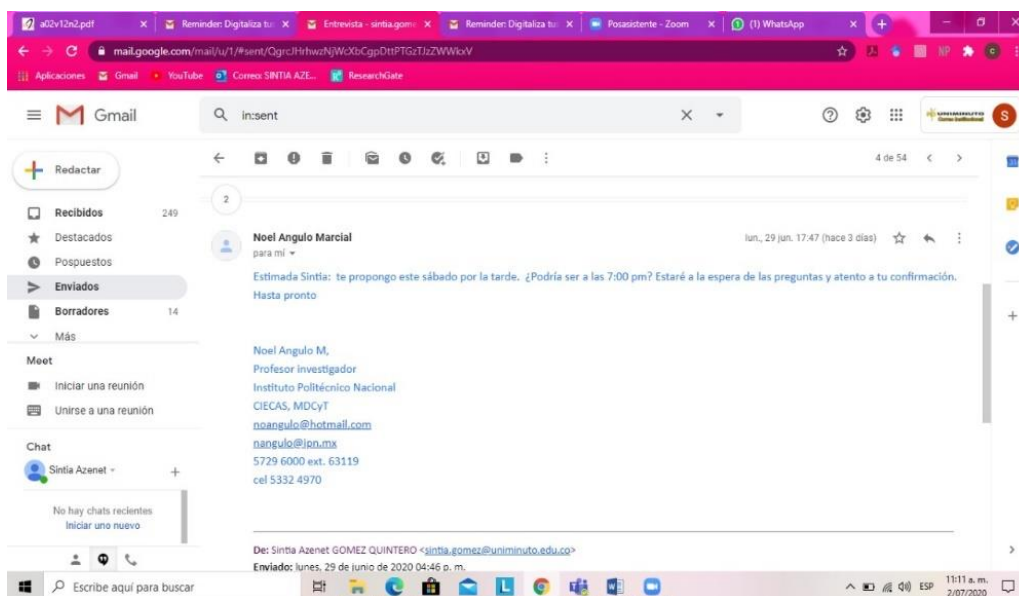 a02v12n2.pdf
Reminder: Digitaliza tu
Entrevista - sintia.gome
Reminder: Digitaliza tu
Posasistente - Zoom
(1) WhatsApp
mail.google.com/mail/u/1/#sent/
Aplicaciones
Gmail
YouTube
Correo: SINTIA AZE...
ResearchGate
Gmail
in:sent
UNIMINUTO
S
Redactar
4 de 54
2
Recibidos 249
Destacados
Pospuestos
Enviados
Borradores 14
Más
Meet
Iniciar una reunión
Unirse a una reunión
Chat
Sintia Azenet
No hay chats recientes
Iniciar uno nuevo
Noel Angulo Marcial
lun., 29 jun. 17:47 (hace 3 días)
para mí
Estimada Sintia: te propongo este sábado por la tarde. ¿Podría ser a las 7:00 pm? Estaré a la espera de las preguntas y atento a tu confirmación.
Hasta pronto
Noel Angulo M,
Profesor investigador
Instituto Politécnico Nacional
CIECAS, MDCyT
noangulo@hotmail.com
nangulo@ipn.mx
5729 6000 ext. 63119
cel 5332 4970
De: Sintia Azenet GOMEZ QUINTERO <sintia.gomez@uniminuto.edu.co>
Enviado: lunes, 29 de junio de 2020 04:46 p. m.
Escribe aquí para buscar
ESP
11:11 a. m.
2/07/2020